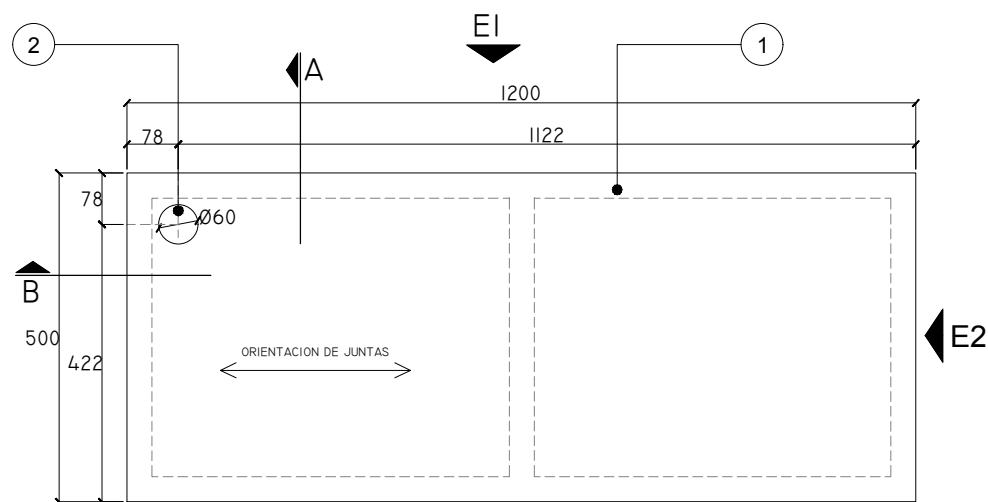 2
E1
1
A
1200
78
1122
78
Ø60
B
500
E2
ORIENTACION DE JUNTAS
422